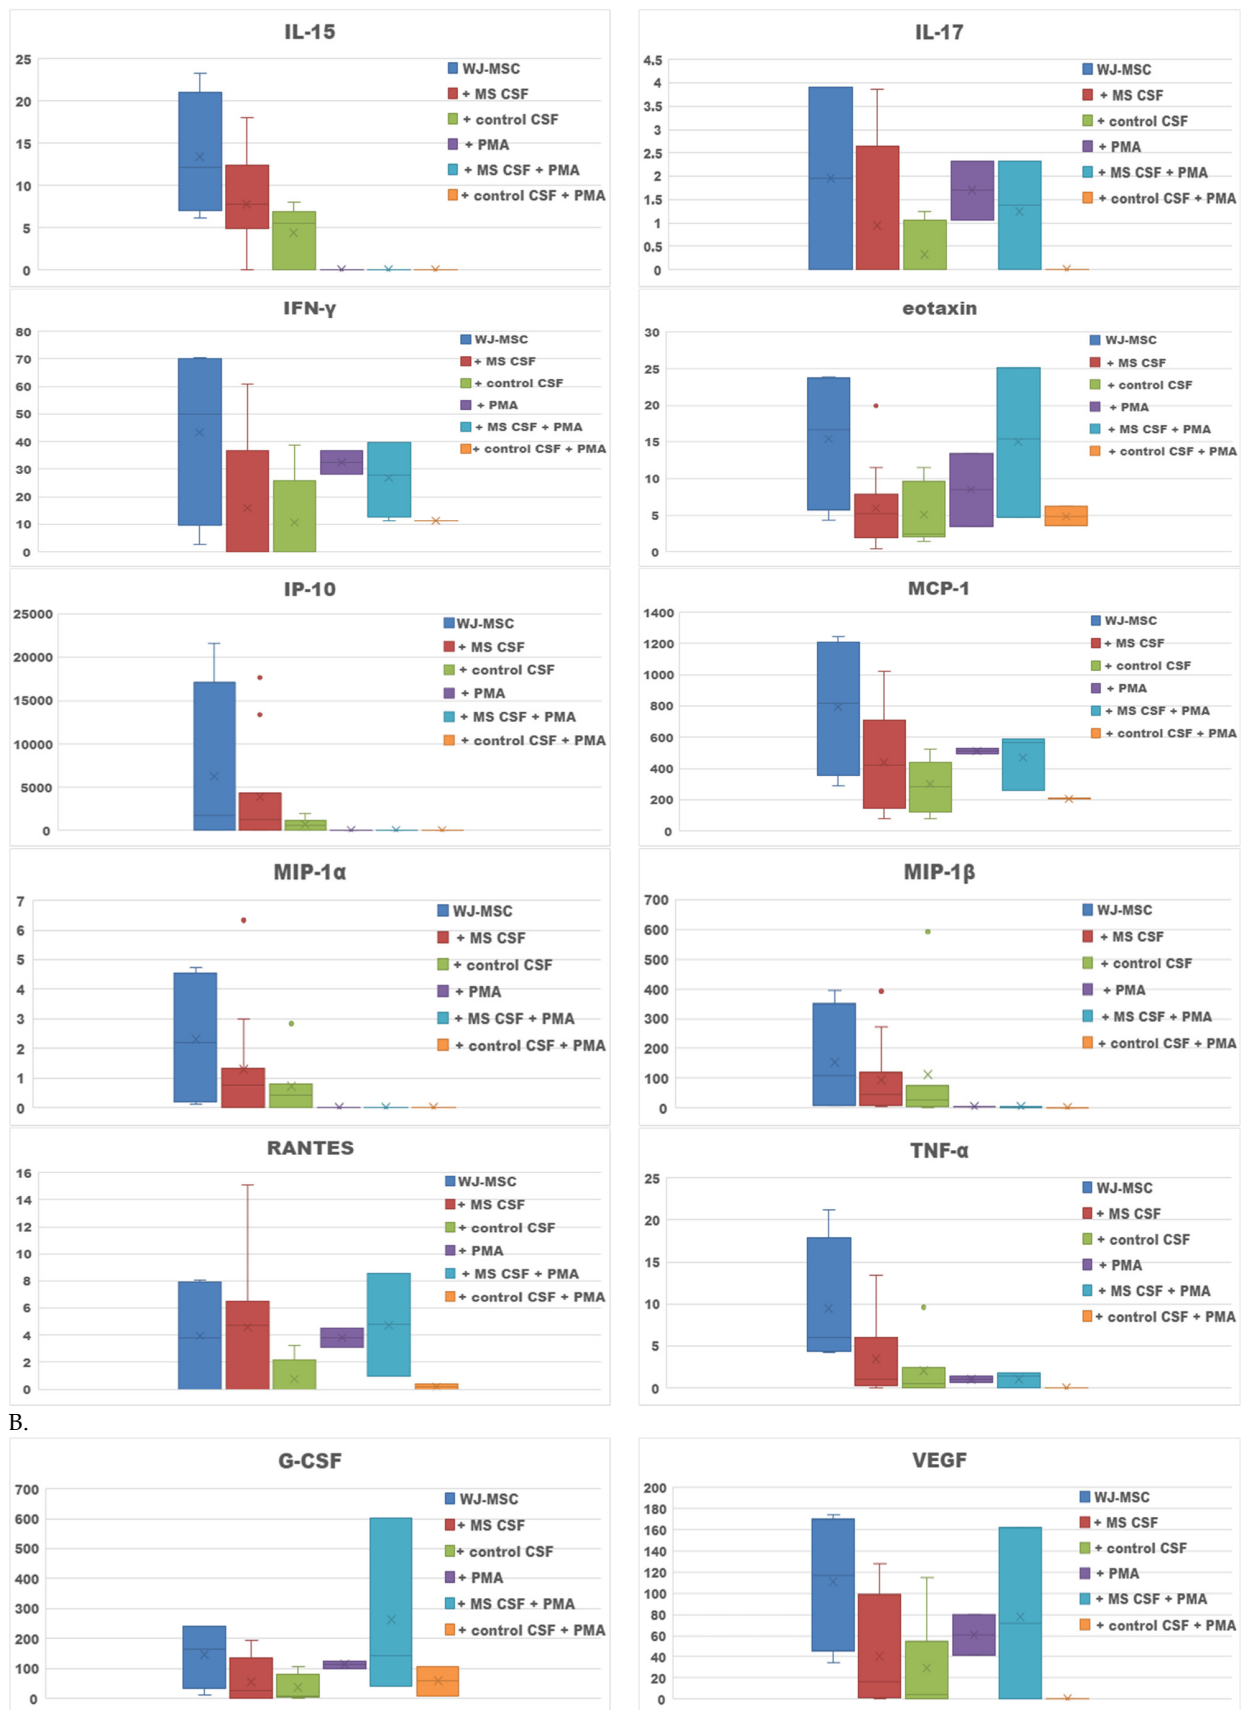 IL-15
25
20
15
10
5
0
WJ-MSC
+ MS CSF
+ control CSF
+ PMA
+ MS CSF + PMA
+ control CSF + PMA
IL-17
4.5
4
3.5
3
2.5
2
1.5
1
0.5
0
WJ-MSC
+ MS CSF
+ control CSF
+ PMA
+ MS CSF + PMA
+ control CSF + PMA
IFN-γ
80
70
60
50
40
30
20
10
0
WJ-MSC
+ MS CSF
+ control CSF
+ PMA
+ MS CSF + PMA
+ control CSF + PMA
eotaxin
30
25
20
15
10
5
0
WJ-MSC
+ MS CSF
+ control CSF
+ PMA
+ MS CSF + PMA
+ control CSF + PMA
IP-10
25000
20000
15000
10000
5000
0
WJ-MSC
+ MS CSF
+ control CSF
+ PMA
+ MS CSF + PMA
+ control CSF + PMA
MCP-1
1400
1200
1000
800
600
400
200
0
WJ-MSC
+ MS CSF
+ control CSF
+ PMA
+ MS CSF + PMA
+ control CSF + PMA
MIP-1α
7
6
5
4
3
2
1
0
WJ-MSC
+ MS CSF
+ control CSF
+ PMA
+ MS CSF + PMA
+ control CSF + PMA
MIP-1β
700
600
500
400
300
200
100
0
WJ-MSC
+ MS CSF
+ control CSF
+ PMA
+ MS CSF + PMA
+ control CSF + PMA
RANTES
16
14
12
10
8
6
4
2
0
WJ-MSC
+ MS CSF
+ control CSF
+ PMA
+ MS CSF + PMA
+ control CSF + PMA
TNF-α
25
20
15
10
5
0
WJ-MSC
+ MS CSF
+ control CSF
+ PMA
+ MS CSF + PMA
+ control CSF + PMA
B.
G-CSF
700
600
500
400
300
200
100
0
WJ-MSC
+ MS CSF
+ control CSF
+ PMA
+ MS CSF + PMA
+ control CSF + PMA
VEGF
200
180
160
140
120
100
80
60
40
20
0
WJ-MSC
+ MS CSF
+ control CSF
+ PMA
+ MS CSF + PMA
+ control CSF + PMA